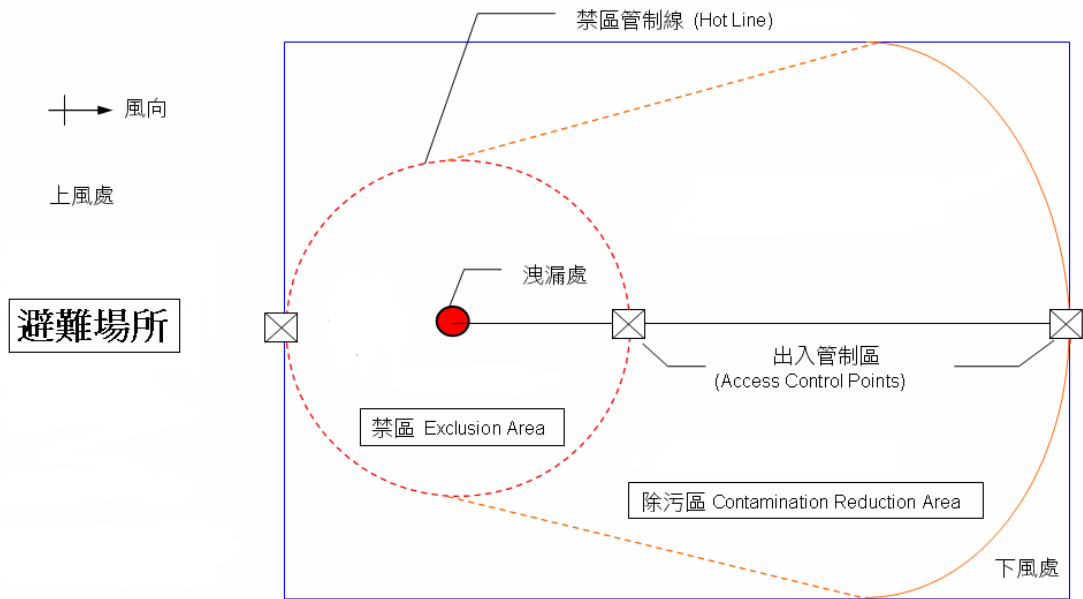 禁區管制線 (Hot Line)
風向
上風處
洩漏處
避難場所
出入管制區
(Access Control Points)
禁區 Exclusion Area
除污區 Contamination Reduction Area
下風處